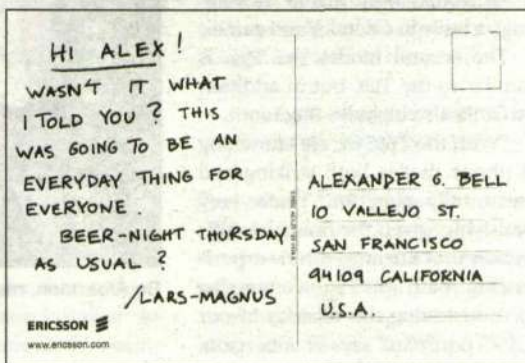 HI ALEX!
WASN'T IT WHAT
I TOLD YOU? THIS
WAS GOING TO BE AN
EVERYDAY THING FOR
EVERYONE
BEER-NIGHT THURSDAY
AS USUAL?
/LARS-MAGNUS
ERICSSON
www.ericsson.com
ALEXANDER G. BELL
10 VALLEJO ST.
SAN FRANCISCO
94109 CALIFORNIA
U.S.A.